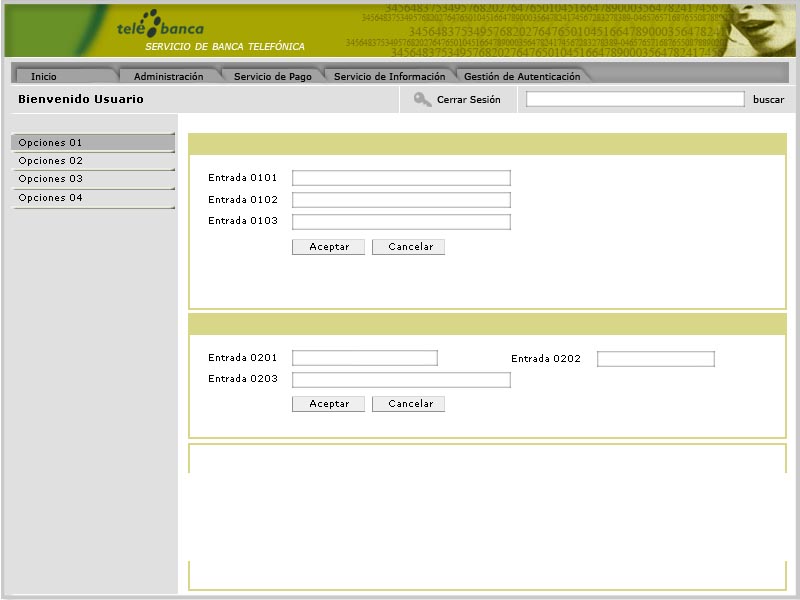 telé banca
SERVICIO DE BANCA TELEFÓNICA
Inicio
Administración
Servicio de Pago
Servicio de Información
Gestión de Autenticación
Bienvenido Usuario
Cerrar Sesión
buscar
Opciones 01
Opciones 02
Opciones 03
Opciones 04
Entrada 0101
Entrada 0102
Entrada 0103
Aceptar Cancelar
Entrada 0201
Entrada 0202
Entrada 0203
Aceptar Cancelar